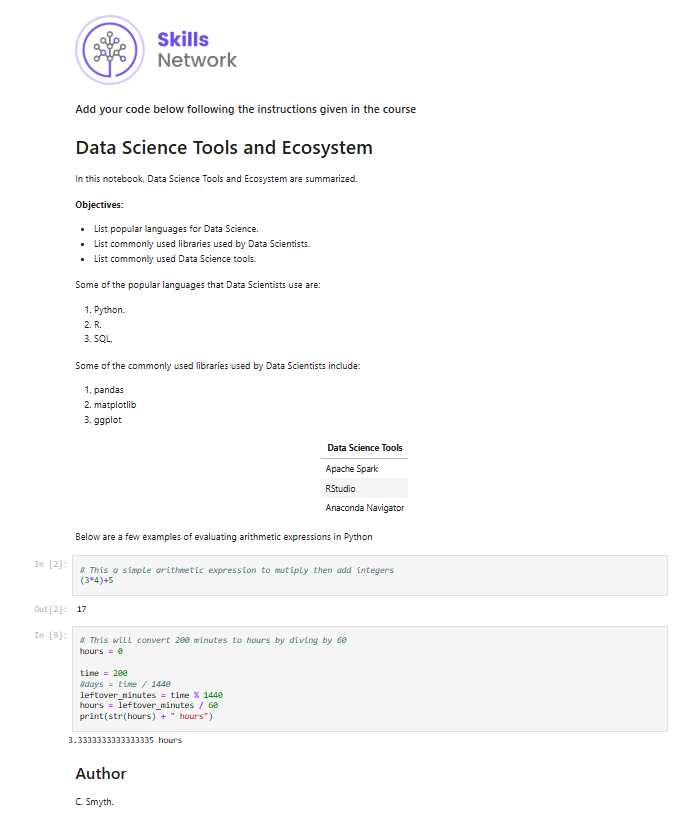 Skills
Network
Add your code below following the instructions given in the course
Data Science Tools and Ecosystem
In this notebook, Data Science Tools and Ecosystem are summarized.
Objectives:
• List popular languages for Data Science.
• List commonly used libraries used by Data Scientists.
• List commonly used Data Science tools.
Some of the popular languages that Data Scientists use are:
1. Python.
2. R.
3. SQL.
Some of the commonly used libraries used by Data Scientists include:
1. pandas
2. matplotlib
3. ggplot
Data Science Tools
Apache Spark
RStudio
Anaconda Navigator
Below are a few examples of evaluating arithmetic expressions in Python
In [2]: # This a simple arithmetic expression to mutiply then add integers
(3*4)+5
Out[2]: 17
In [9]: # This will convert 200 minutes to hours by diving by 60
hours = 0
time = 200
#days = time / 1440
leftover_minutes = time % 1440
hours = leftover_minutes / 60
print(str(hours) + " hours")
3.3333333333333335 hours
Author
C. Smyth.